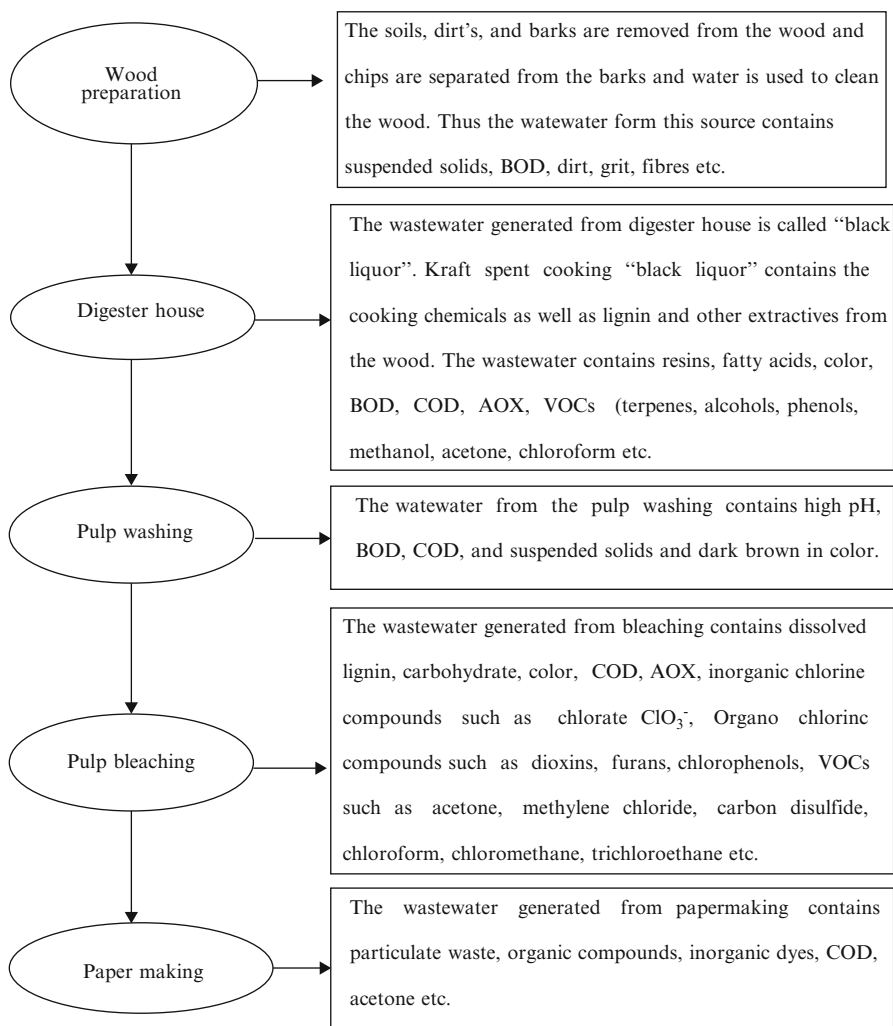 Wood
preparation
The soils, dirt's, and barks are removed from the wood and
chips are separated from the barks and water is used to clean
the wood. Thus the watewater form this source contains
suspended solids, BOD, dirt, grit, fibres etc.
Digester house
The wastewater generated from digester house is called “black
liquor”. Kraft spent cooking “black liquor” contains the
cooking chemicals as well as lignin and other extractives from
the wood. The wastewater contains resins, fatty acids, color,
BOD, COD, AOX, VOCs (terpenes, alcohols, phenols,
methanol, acetone, chloroform etc.
Pulp washing
The watewater from the pulp washing contains high pH,
BOD, COD, and suspended solids and dark brown in color.
Pulp bleaching
The wastewater generated from bleaching contains dissolved
lignin, carbohydrate, color, COD, AOX, inorganic chlorine
compounds such as chlorate ClO₃⁻, Organo chlorinc
compounds such as dioxins, furans, chlorophenols, VOCs
such as acetone, methylene chloride, carbon disulfide,
chloroform, chloromethane, trichloroethane etc.
Paper making
The wastewater generated from papermaking contains
particulate waste, organic compounds, inorganic dyes, COD,
acetone etc.